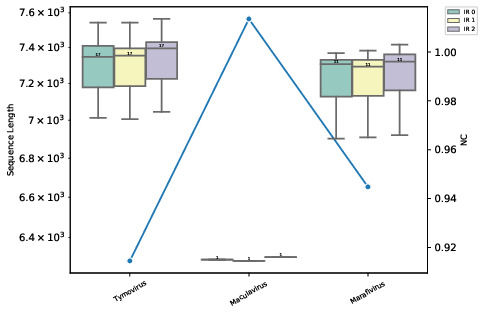 7.6 × 10³
7.4 × 10³
7.2 × 10³
7 × 10³
6.8 × 10³
6.6 × 10³
6.4 × 10³
Sequence Length
17
17
17
1
1
1
11
11
11
1.00
0.98
0.96
0.94
0.92
NC
IR 0
IR 1
IR 2
Tymovirus
Maculavirus
Marafivirus